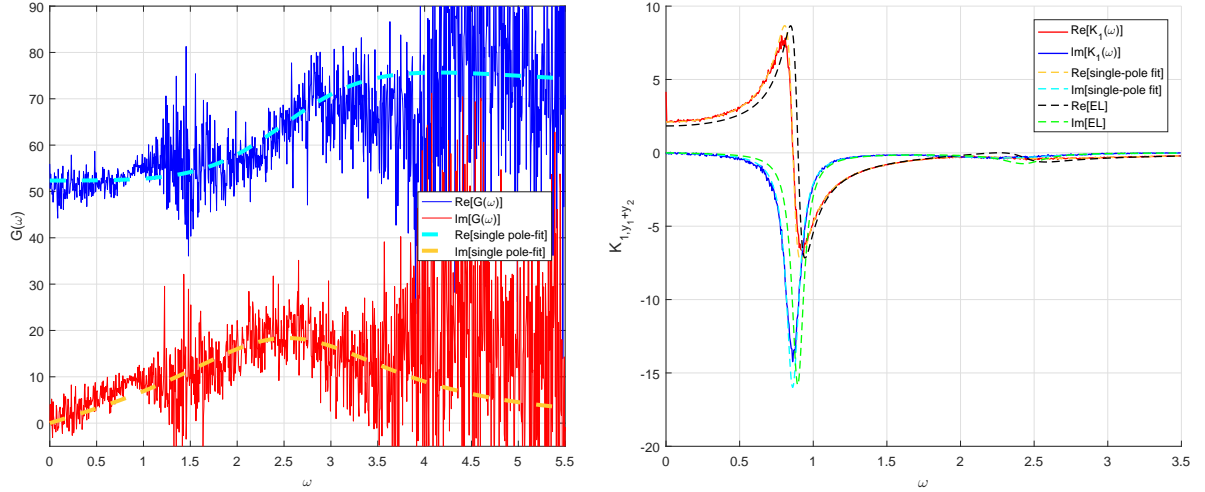 90
80
70
60
50
40
30
20
10
0
G(ω)
Re[G(ω)]
Im[G(ω)]
Re[single pole-fit]
Im[single pole-fit]
0 0.5 1 1.5 2 2.5 3 3.5 4 4.5 5 5.5
ω
10
5
0
-5
-10
-15
-20
K1,y1+y2
Re[K1(ω)]
Im[K1(ω)]
Re[single-pole fit]
Im[single-pole fit]
Re[EL]
Im[EL]
0 0.5 1.0 1.5 2 2.5 3 3.5
ω